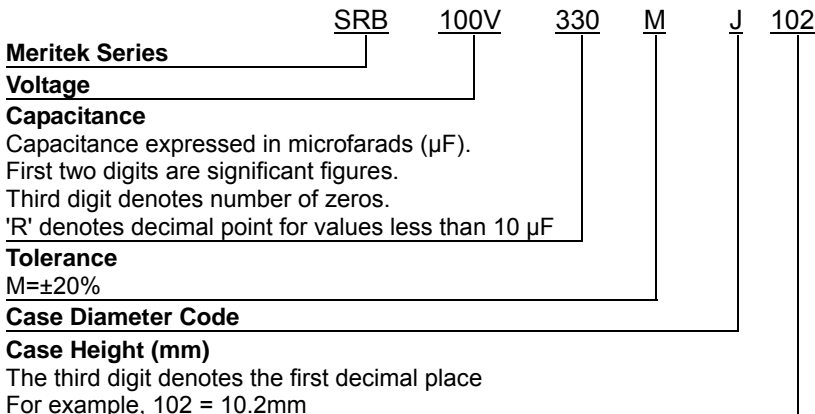 SRB 100V 330 M J 102
Meritek Series
Voltage
Capacitance
Capacitance expressed in microfarads (µF).
First two digits are significant figures.
Third digit denotes number of zeros.
'R' denotes decimal point for values less than 10 µF
Tolerance
M=±20%
Case Diameter Code
Case Height (mm)
The third digit denotes the first decimal place
For example, 102 = 10.2mm